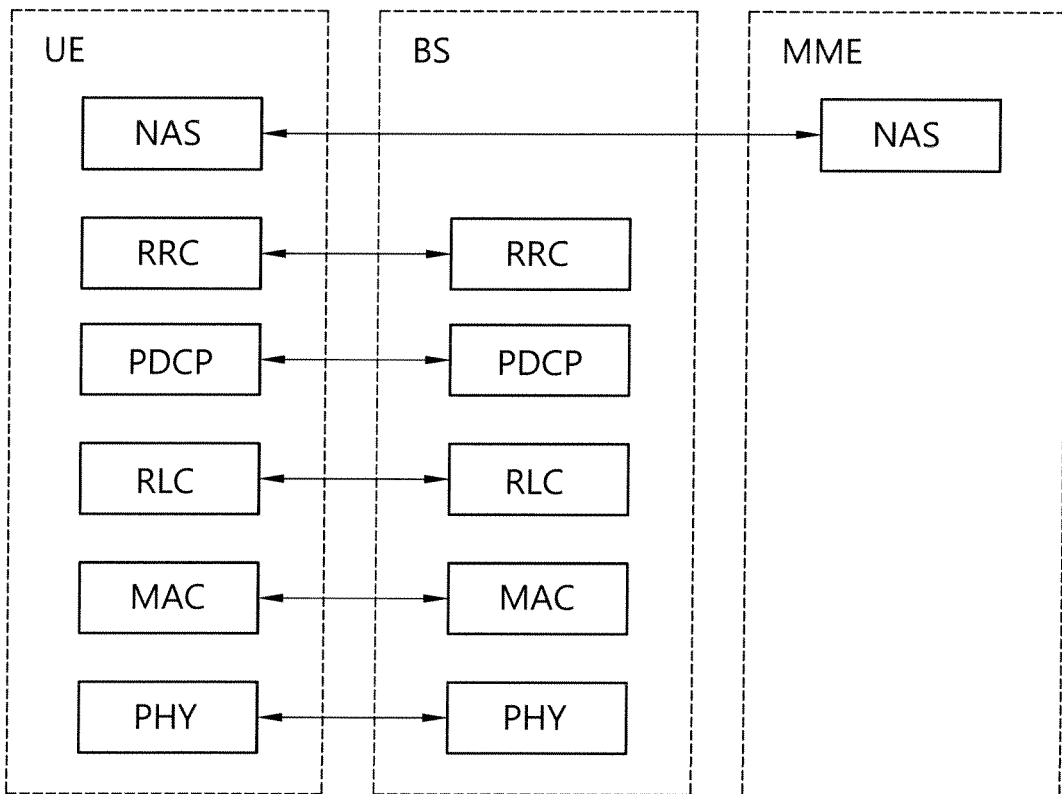 UE BS MME
NAS NAS
RRC RRC
PDCP PDCP
RLC RLC
MAC MAC
PHY PHY